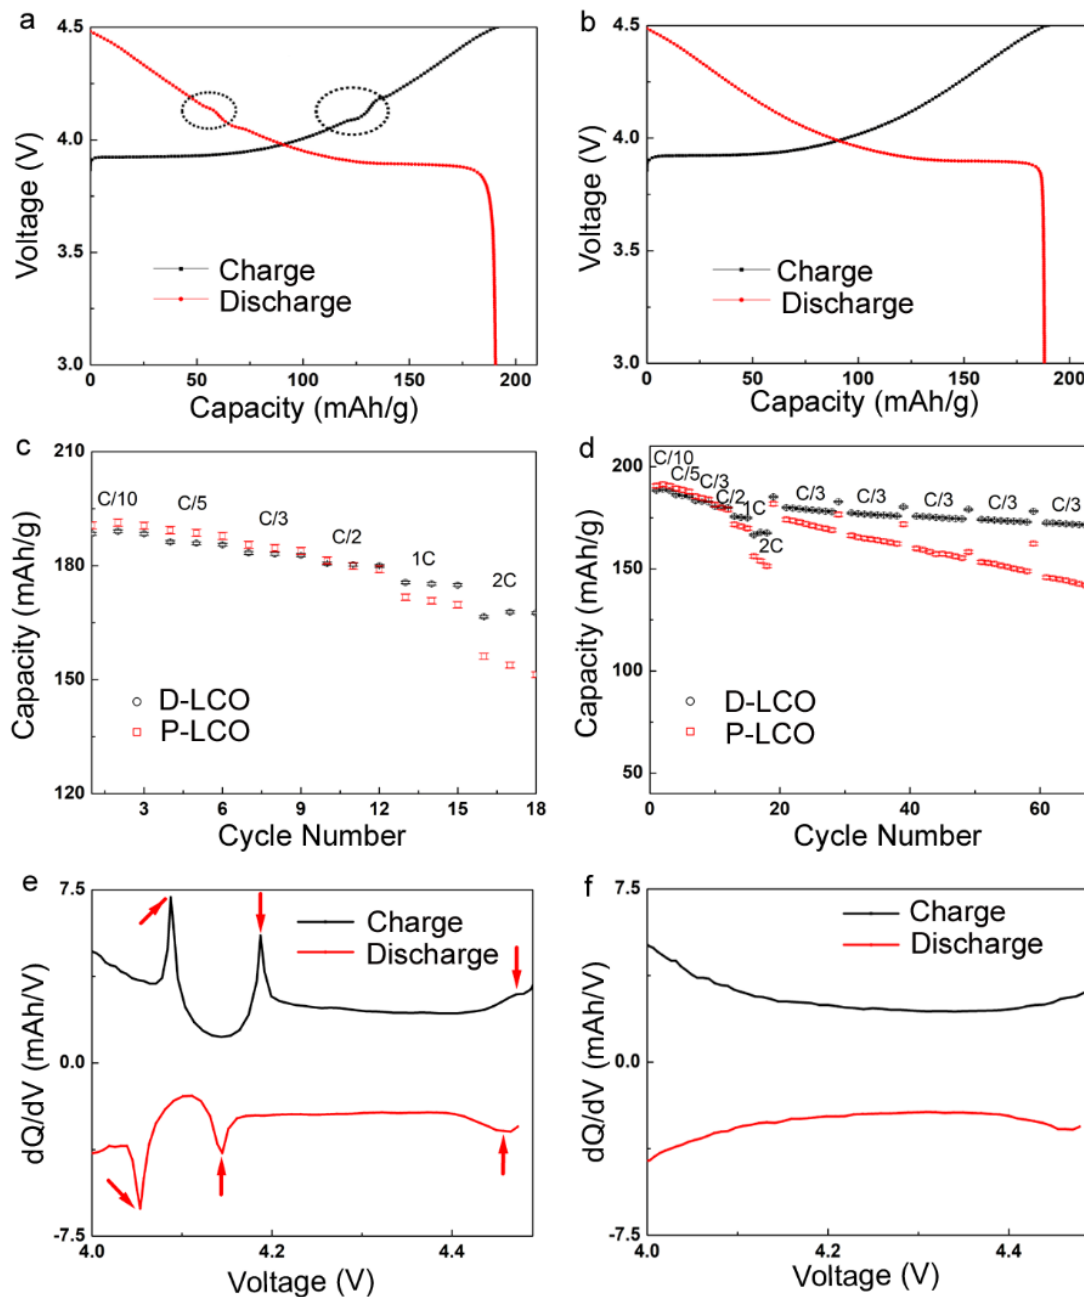 a
4.5
4.0
3.5
3.0
Voltage (V)
Charge
Discharge
0
50
100
150
200
Capacity (mAh/g)
b
4.5
4.0
3.5
3.0
Voltage (V)
Charge
Discharge
0
50
100
150
200
Capacity (mAh/g)
c
210
180
150
120
Capacity (mAh/g)
C/10
C/5
C/3
C/2
1C
2C
D-LCO
P-LCO
3
6
9
12
15
18
Cycle Number
d
200
150
100
50
Capacity (mAh/g)
C/10
C/5
C/3
C/2
1C
2C
C/3
C/3
C/3
C/3
C/3
D-LCO
P-LCO
0
20
40
60
Cycle Number
e
7.5
0.0
-7.5
dQ/dV (mAh/V)
Charge
Discharge
4.0
4.2
4.4
Voltage (V)
f
7.5
0.0
-7.5
dQ/dV (mAh/V)
Charge
Discharge
4.0
4.2
4.4
Voltage (V)